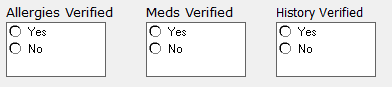 Allergies Verified Meds Verified History Verified
Yes Yes Yes
No No No